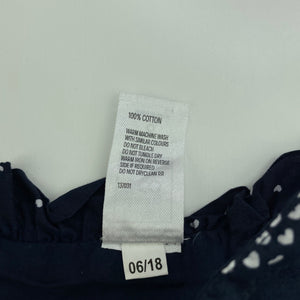 100% COTTON
WARM MACHINE WASH
WITH SIMILAR COLOURS
DO NOT BLEACH
DO NOT TUMBLE DRY
WARM IRON ON REVERSE
SIDE IF REQUIRED
DO NOT DRYCLEAN
137031
06/18